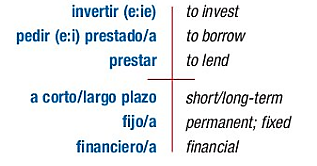 invertir (e:ie) to invest
pedir (e:i) prestado/a to borrow
prestar to lend
a corto/largo plazo short/long-term
fijo/a permanent; fixed
financiero/a financial